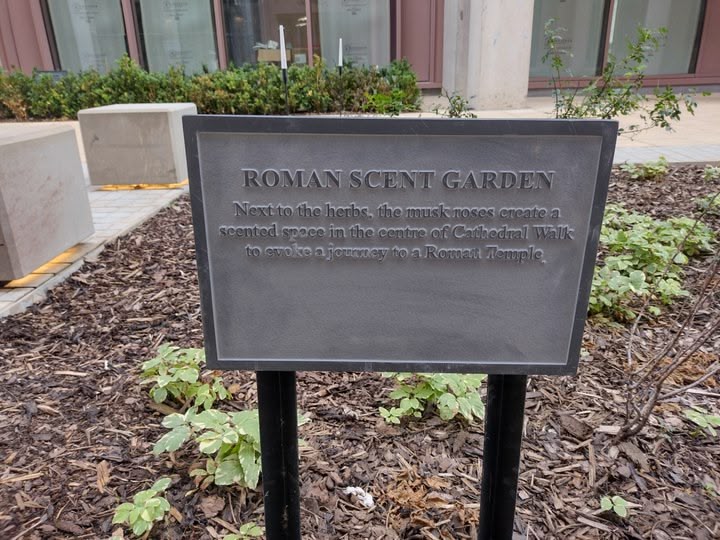 ROMAN SCENT GARDEN
Next to the herbs, the musk roses create a
scented space in the centre of Cathedral Walk
to evoke a journey to a Roman Temple.